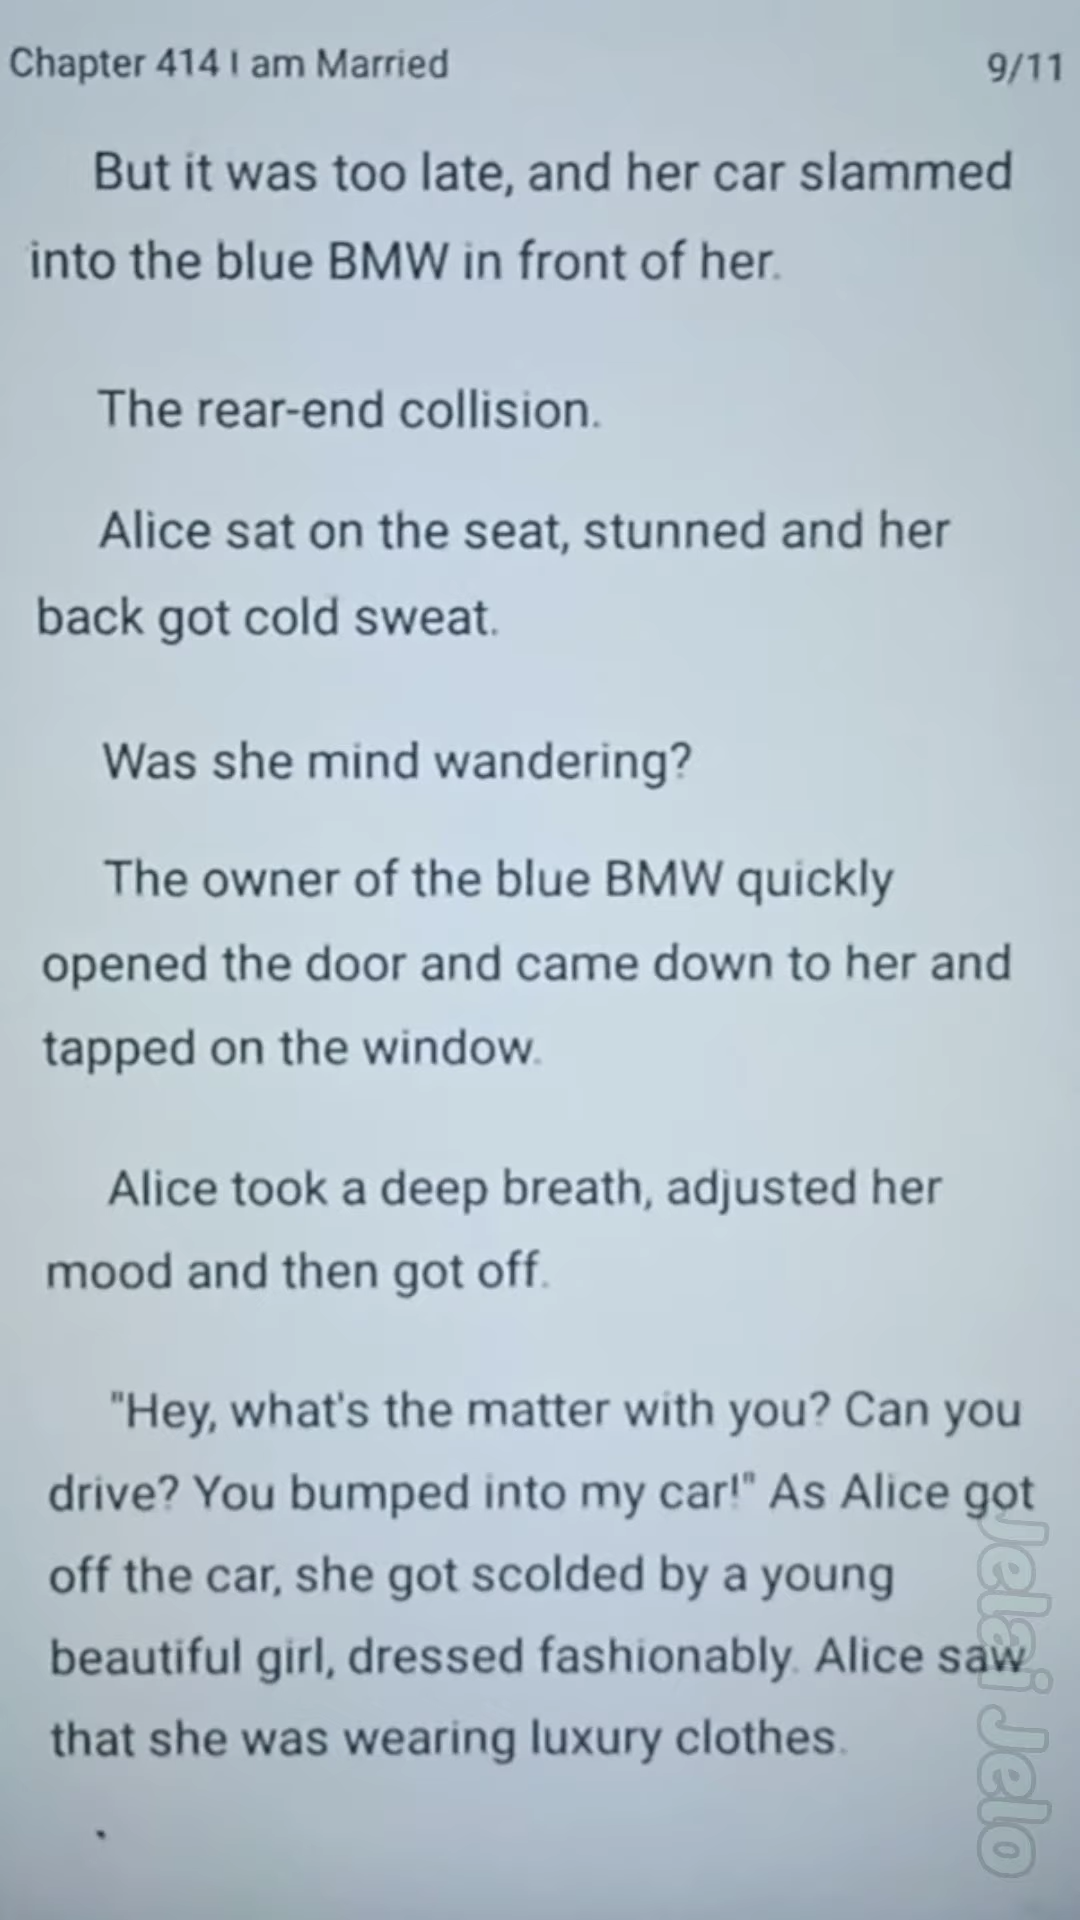 Chapter 414 I am Married
9/11
But it was too late, and her car slammed
into the blue BMW in front of her.
The rear-end collision.
Alice sat on the seat, stunned and her
back got cold sweat.
Was she mind wandering?
The owner of the blue BMW quickly
opened the door and came down to her and
tapped on the window.
Alice took a deep breath, adjusted her
mood and then got off.
"Hey, what's the matter with you? Can you
drive? You bumped into my car!" As Alice got
off the car, she got scolded by a young
beautiful girl, dressed fashionably. Alice saw
that she was wearing luxury clothes.
Jelai Jelo